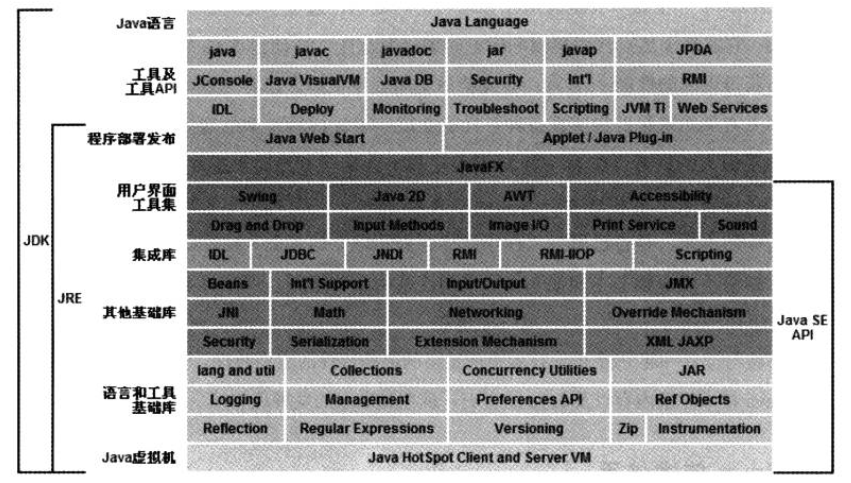 Java语言 Java Language
java javac javadoc jar javap JPDA
工具及
工具API
JConsole Java VisualVM Java DB Security Int'l RMI
IDL Deploy Monitoring Troubleshoot Scripting JVM TI Web Services
程序部署发布 Java Web Start Applet / Java Plug-in
JavaFX
用户界面
工具集
Swing Java 2D AWT Accessibility
Drag and Drop Input Methods Image I/O Print Service Sound
JDK
集成库 IDL JDBC JNDI RMI RMI-IIOP Scripting
Beans Int'l Support Input/Output JMX
JRE
其他基础库 JNI Math Networking Override Mechanism
Java SE
API
Security Serialization Extension Mechanism XML JAXP
lang and util Collections Concurrency Utilities JAR
语言和工具
基础库
Logging Management Preferences API Ref Objects
Reflection Regular Expressions Versioning Zip Instrumentation
Java虚拟机 Java HotSpot Client and Server VM